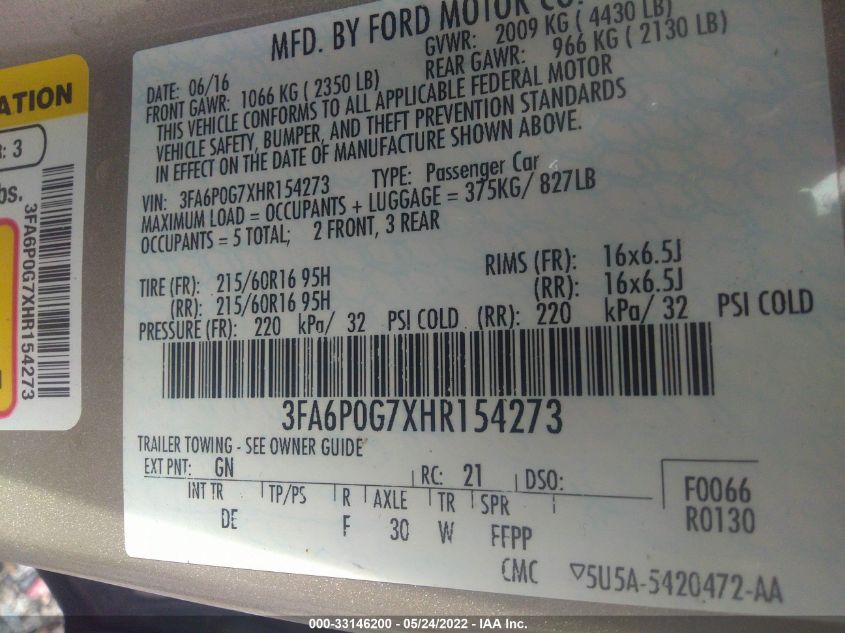 ATION
: 3
bs.
3FA6P0G7XHR154273
MFD. BY FORD MOTOR CO.
DATE: 06/16 GVWR: 2009 KG ( 4430 LB)
FRONT GAWR: 1066 KG ( 2350 LB) REAR GAWR: 966 KG ( 2130 LB)
THIS VEHICLE CONFORMS TO ALL APPLICABLE FEDERAL MOTOR
VEHICLE SAFETY, BUMPER, AND THEFT PREVENTION STANDARDS
IN EFFECT ON THE DATE OF MANUFACTURE SHOWN ABOVE.
VIN: 3FA6P0G7XHR154273 TYPE: Passenger Car
MAXIMUM LOAD = OCCUPANTS + LUGGAGE = 375KG/ 827LB
OCCUPANTS = 5 TOTAL; 2 FRONT, 3 REAR
TIRE (FR): 215/60R16 95H RIMS (FR): 16x6.5J
(RR): 215/60R16 95H (RR): 16x6.5J
PRESSURE (FR): 220 kPa/ 32 PSI COLD (RR): 220 kPa/ 32 PSI COLD
3FA6P0G7XHR154273
TRAILER TOWING - SEE OWNER GUIDE
EXT PNT: GN RC: 21 DSO:
INT TR TP/PS R AXLE TR SPR
DE F 30 W FFPP
F0066
R0130
CMC ▽5U5A-5420472-AA
000-33146200 - 05/24/2022 - IAA Inc.